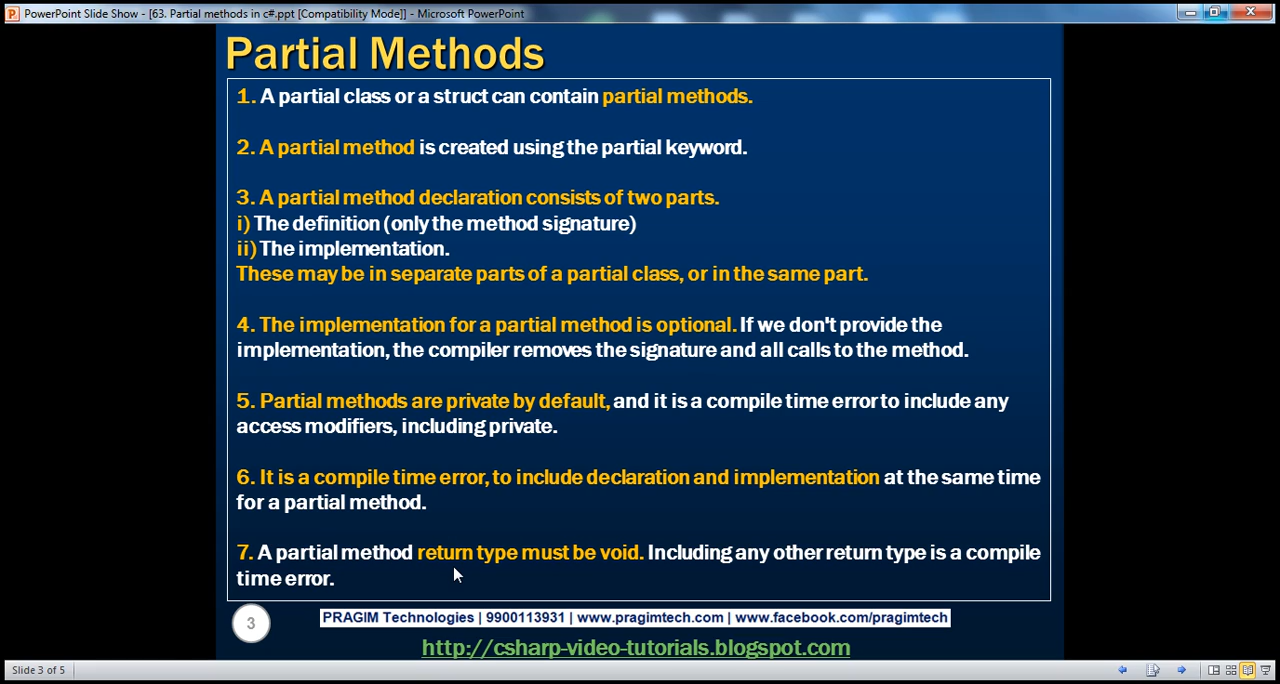 PowerPoint Slide Show - [63. Partial methods in c#.ppt [Compatibility Mode]] - Microsoft PowerPoint
Partial Methods
1. A partial class or a struct can contain partial methods.
2. A partial method is created using the partial keyword.
3. A partial method declaration consists of two parts.
i) The definition (only the method signature)
ii) The implementation.
These may be in separate parts of a partial class, or in the same part.
4. The implementation for a partial method is optional. If we don't provide the
implementation, the compiler removes the signature and all calls to the method.
5. Partial methods are private by default, and it is a compile time error to include any
access modifiers, including private.
6. It is a compile time error, to include declaration and implementation at the same time
for a partial method.
7. A partial method return type must be void. Including any other return type is a compile
time error.
3
PRAGIM Technologies | 9900113931 | www.pragimtech.com | www.facebook.com/pragimtech
http://csharp-video-tutorials.blogspot.com
Slide 3 of 5